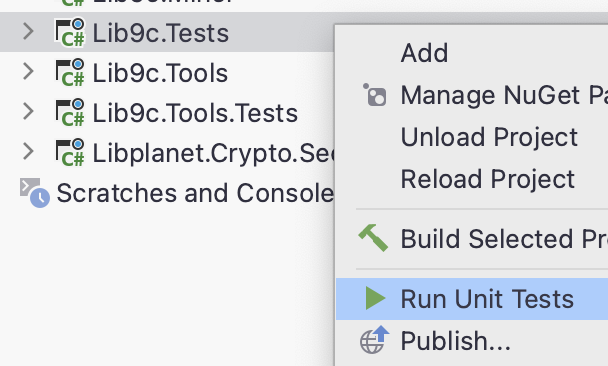 Lib9c.Tests
Lib9c.Tools
Lib9c.Tools.Tests
Libplanet.Crypto.Sec
Scratches and Console
Add
Manage NuGet Pa
Unload Project
Reload Project
Build Selected Pr
Run Unit Tests
Publish...